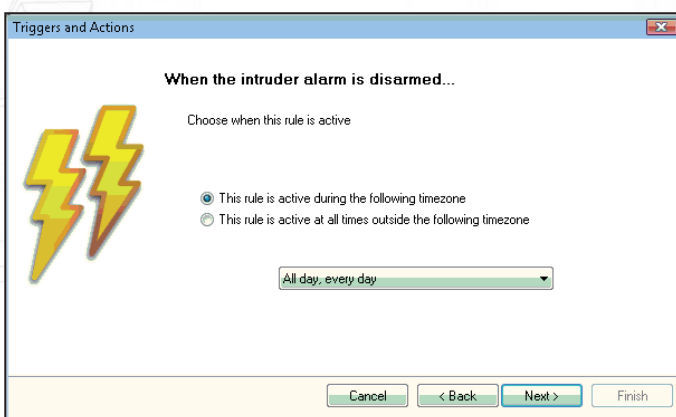 Triggers and Actions
When the intruder alarm is disarmed...
Choose when this rule is active
This rule is active during the following timezone
This rule is active at all times outside the following timezone
All day, every day
Cancel < Back Next > Finish